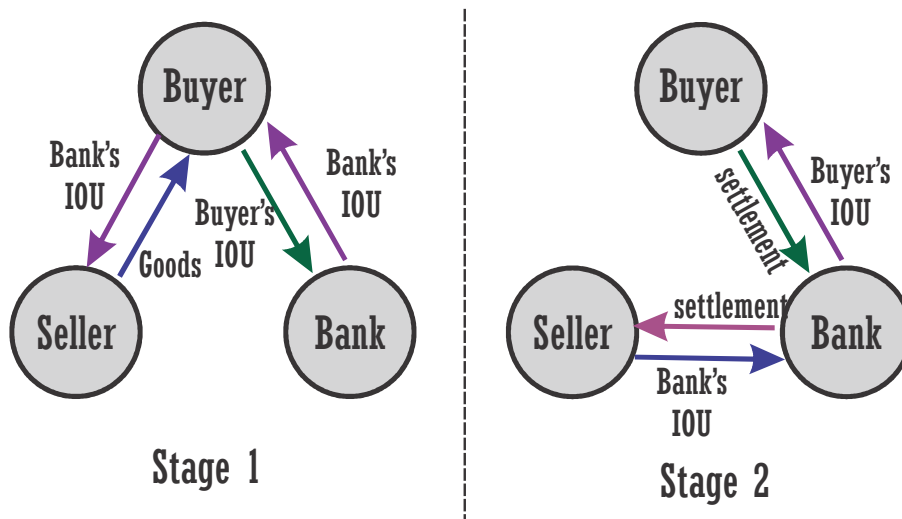 Buyer
Bank's
IOU
Goods
Buyer's
IOU
Bank's
IOU
Seller
Bank
Stage 1
Buyer
settlement
Buyer's
IOU
settlement
Seller
Bank
Bank's
IOU
Stage 2